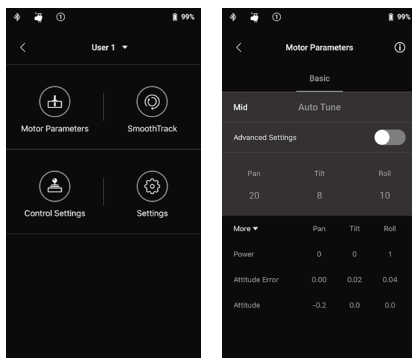 99%
User 1
Motor Parameters
SmoothTrack
Control Settings
Settings
99%
Motor Parameters
Basic
Mid Auto Tune
Advanced Settings
Pan Tilt Roll
20 8 10
More Pan Tilt Roll
Power 0 0 1
Attitude Error 0.00 0.02 0.04
Attitude -0.2 0.0 0.0